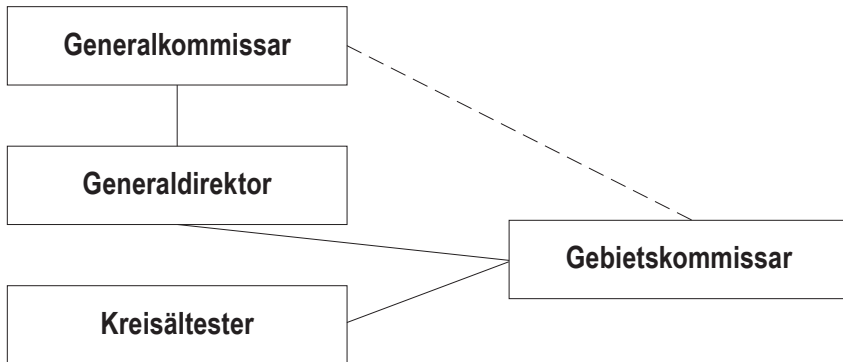 Generalkommissar
Generaldirektor
Gebietskommissar
Kreisältester